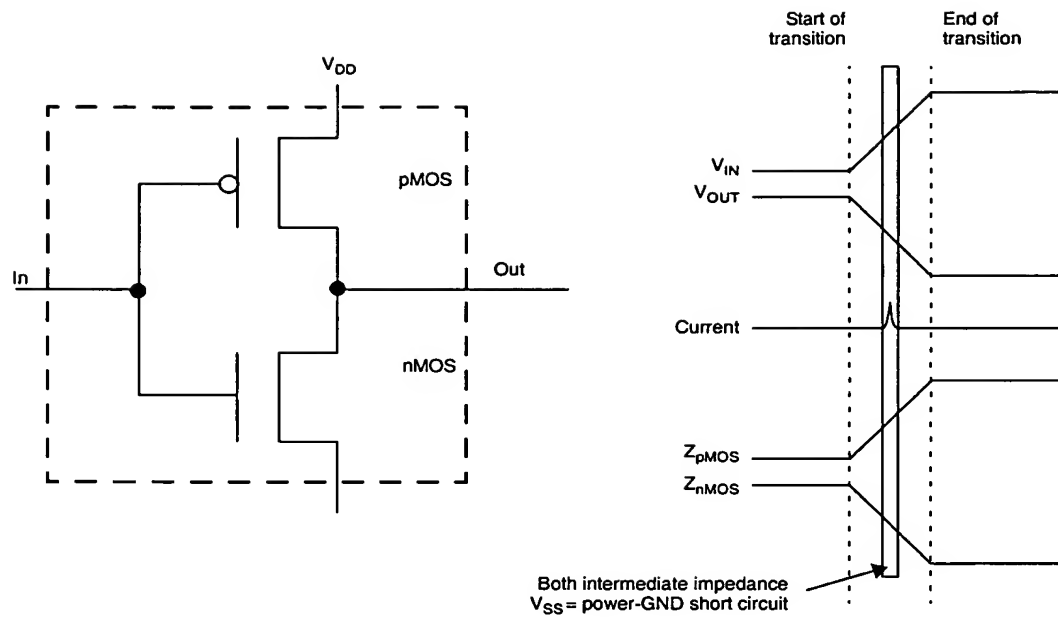 Start of
transition
End of
transition
V_DD
pMOS
In
Out
nMOS
V_IN
V_OUT
Current
Z_pMOS
Z_nMOS
Both intermediate impedance
V_SS = power-GND short circuit